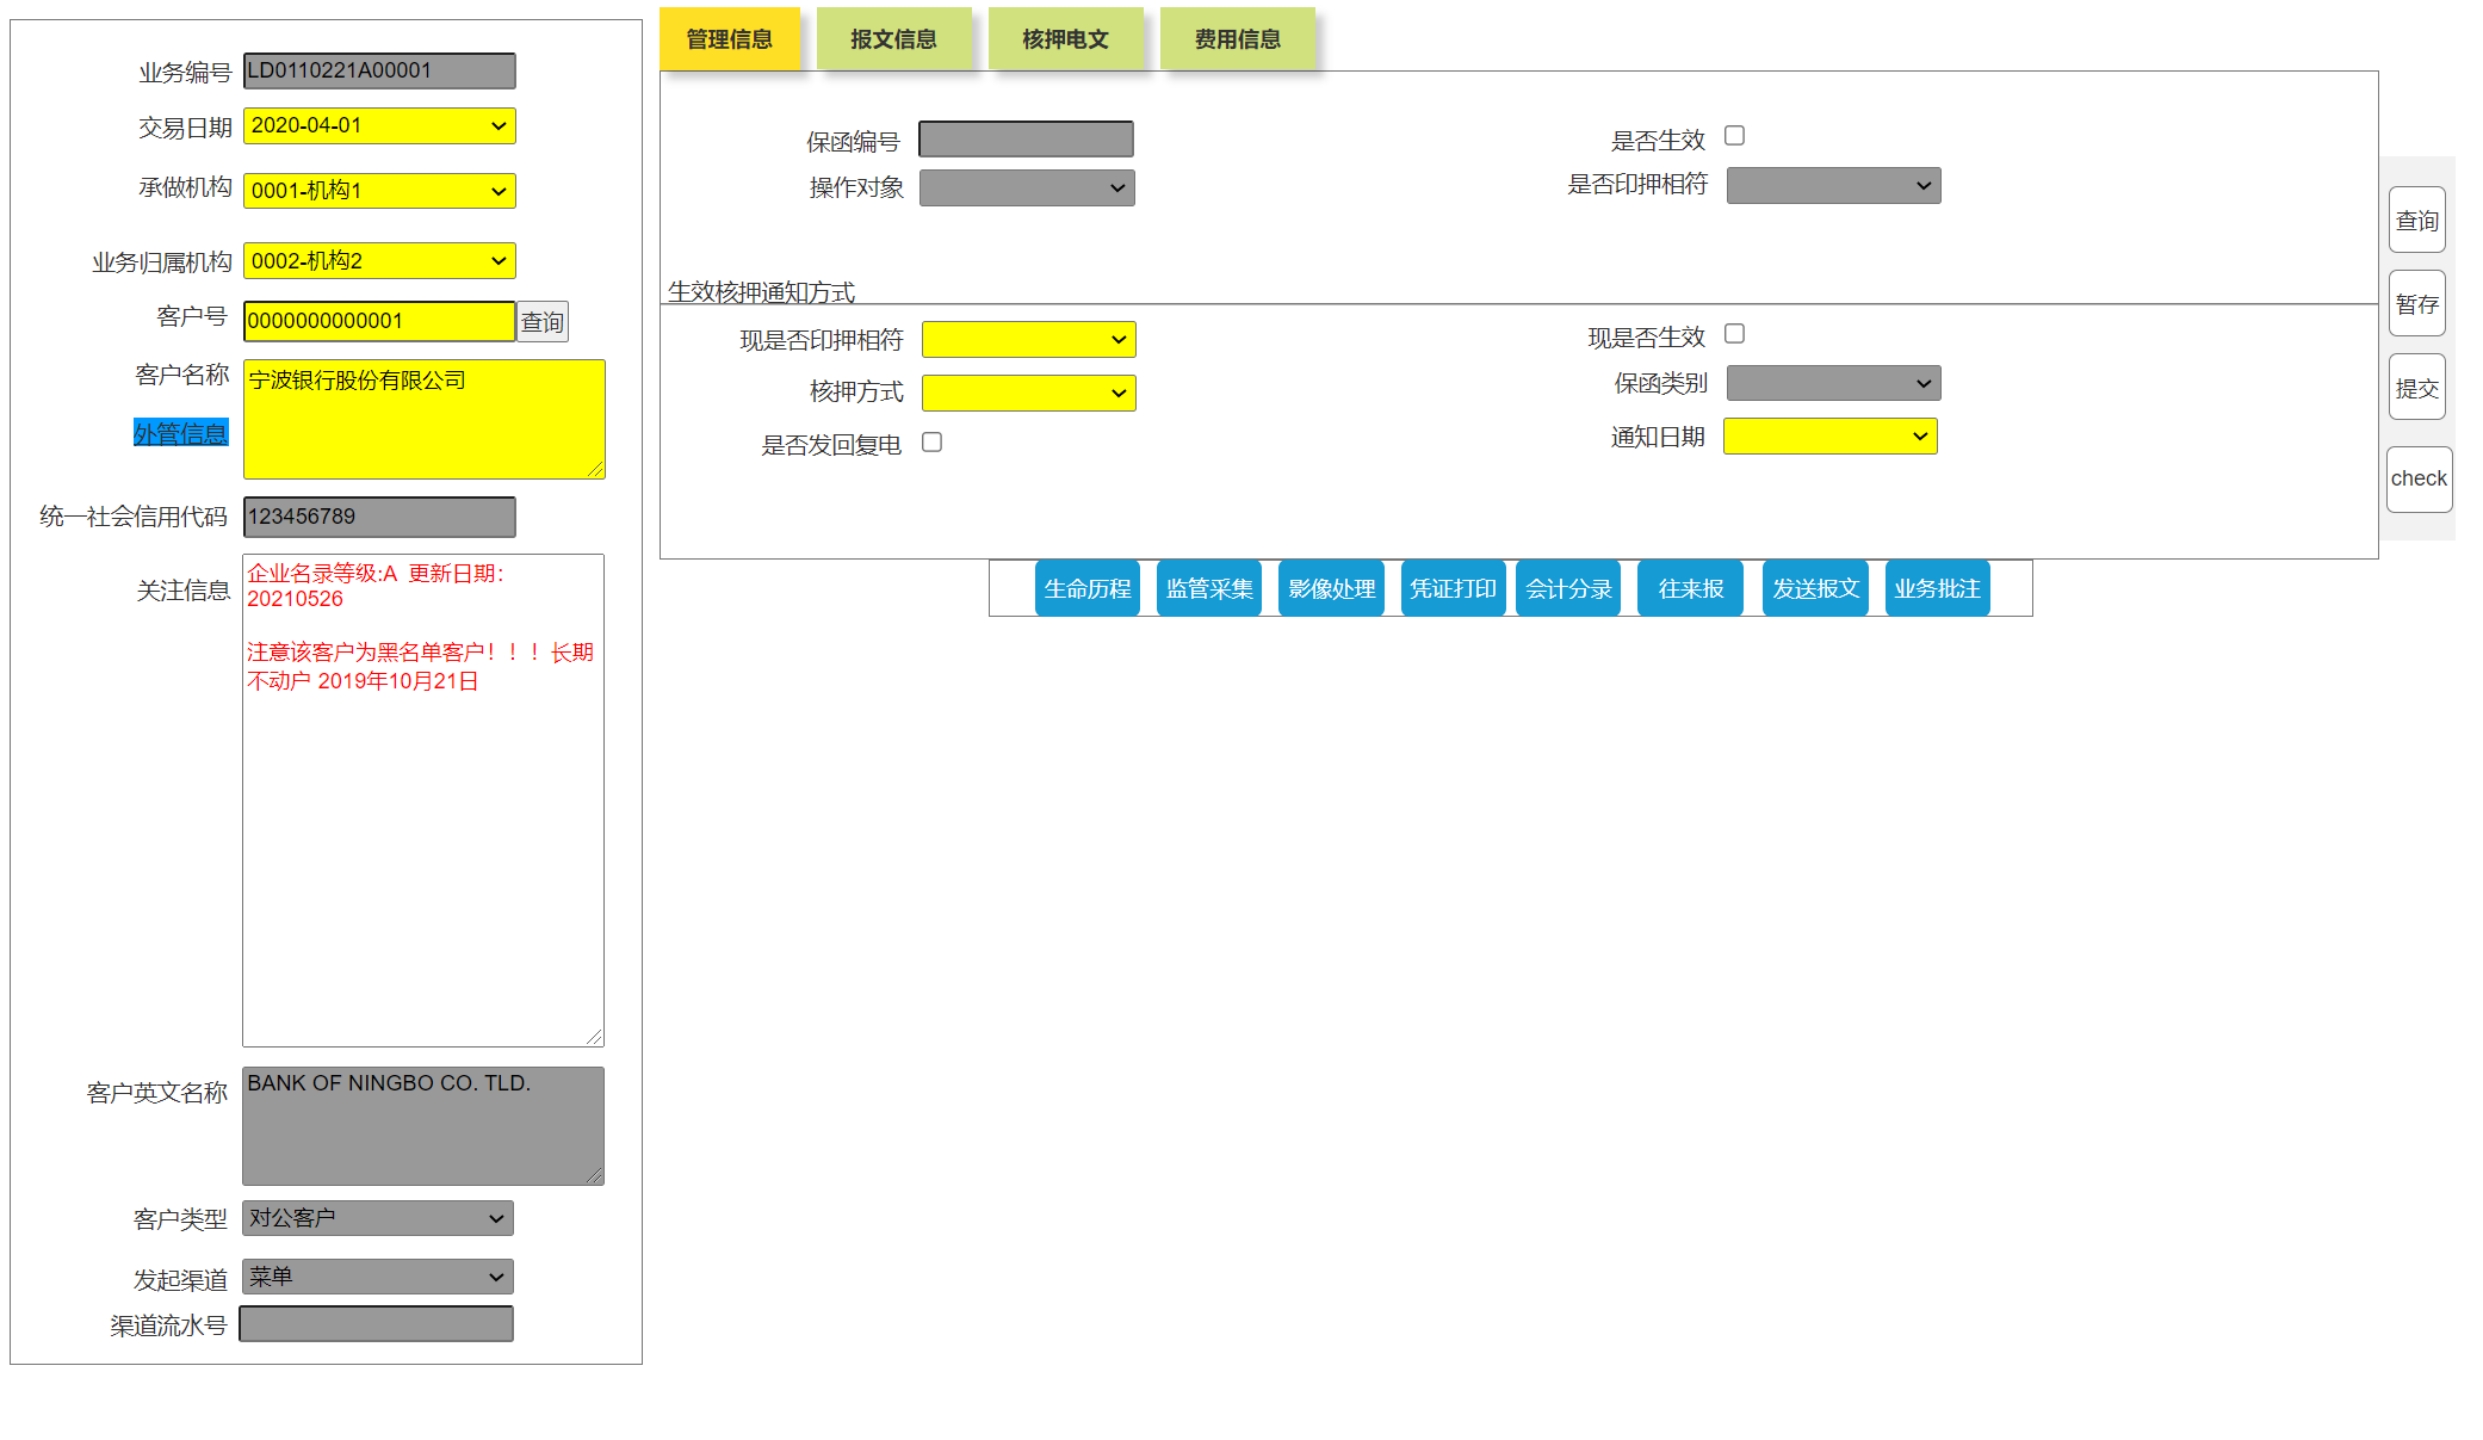 业务编号 LD0110221A00001
交易日期 2020-04-01
承做机构 0001-机构1
业务归属机构 0002-机构2
客户号 0000000000001 查询
客户名称 宁波银行股份有限公司
外管信息
统一社会信用代码 123456789
关注信息 企业名录等级:A 更新日期：
20210526
注意该客户为黑名单客户！！！长期
不动户 2019年10月21日
客户英文名称 BANK OF NINGBO CO. TLD.
客户类型 对公客户
发起渠道 菜单
渠道流水号
管理信息 报文信息 核押电文 费用信息
保函编号 是否生效
操作对象 是否印押相符
生效核押通知方式
现是否印押相符 现是否生效
核押方式 保函类别
是否发回复电 通知日期
生命历程 监管采集 影像处理 凭证打印 会计分录 往来报 发送报文 业务批注
查询
暂存
提交
check